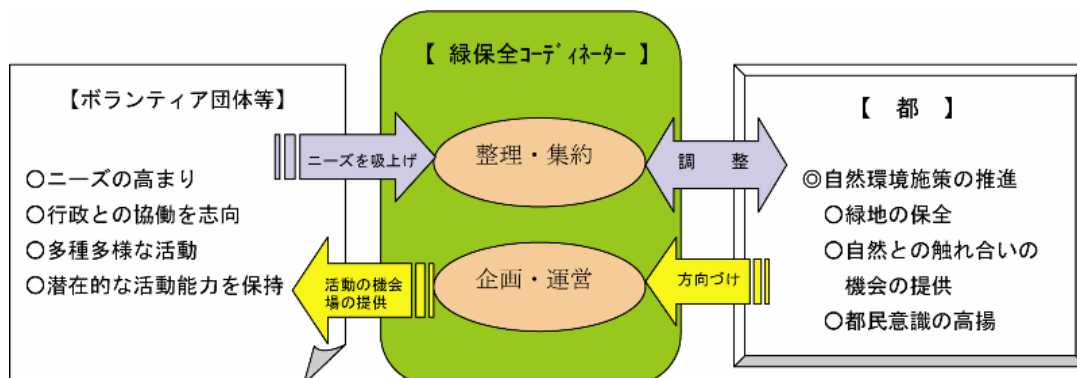 【ボランティア団体等】
○ニーズの高まり
○行政との協働を志向
○多種多様な活動
○潜在的な活動能力を保持
ニーズを吸上げ
活動の機会
場の提供
【 緑保全ｺｰﾃﾞｨﾈｰﾀｰ 】
整理・集約
企画・運営
調 整
方向づけ
【 都 】
◎自然環境施策の推進
○緑地の保全
○自然との触れ合いの
機会の提供
○都民意識の高揚